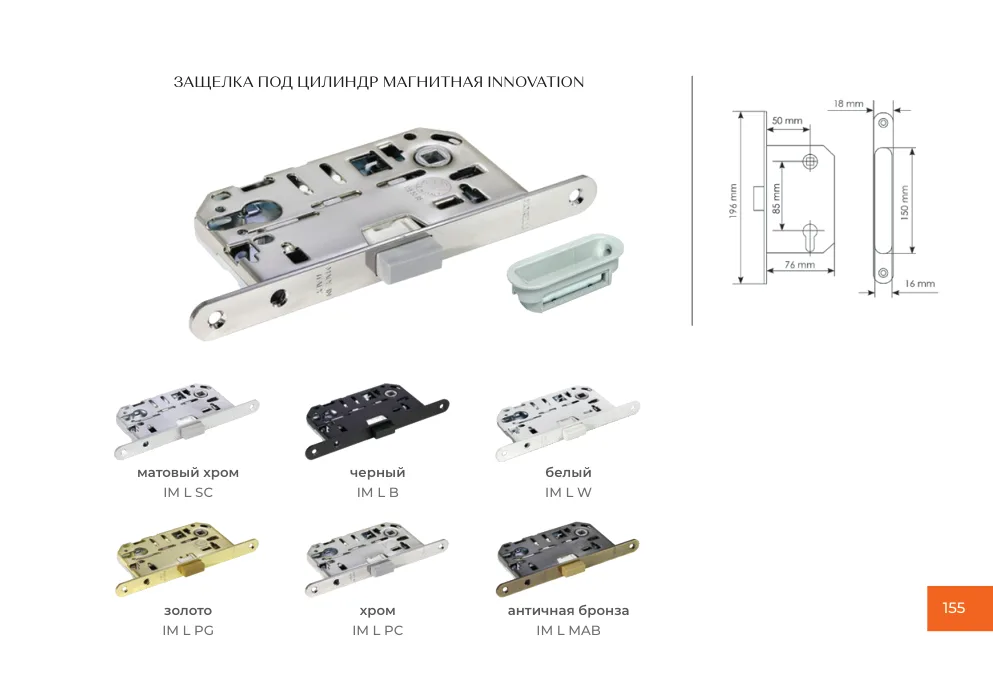 ЗАЩЕЛКА ПОД ЦИЛИНДР МАГНИТНАЯ INNOVATION
18 mm
50 mm
196 mm
85 mm
150 mm
76 mm
16 mm
матовый хром
IM L SC
черный
IM L B
белый
IM L W
золото
IM L PG
хром
IM L PC
античная бронза
IM L MAB
155